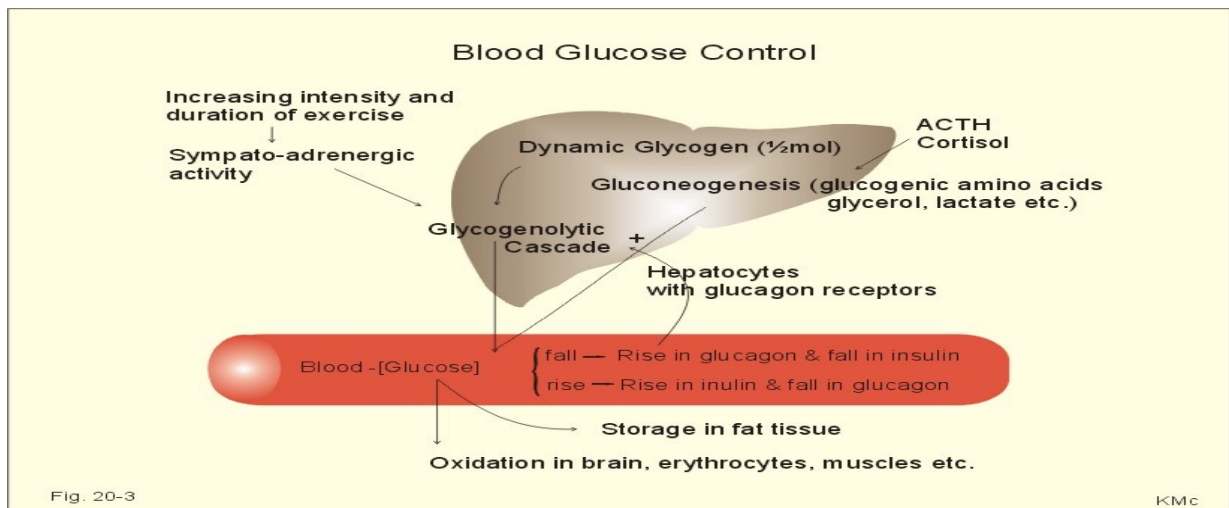 Blood Glucose Control
Increasing intensity and
duration of exercise
Sympato-adrenergic
activity
Dynamic Glycogen (½mol)
ACTH
Cortisol
Gluconeogenesis (glucogenic amino acids
glycerol, lactate etc.)
Glycogenolytic
Cascade +
Hepatocytes
with glucagon receptors
Blood -[Glucose]
fall — Rise in glucagon & fall in insulin
rise — Rise in inulin & fall in glucagon
Storage in fat tissue
Oxidation in brain, erythrocytes, muscles etc.
Fig. 20-3
KMc